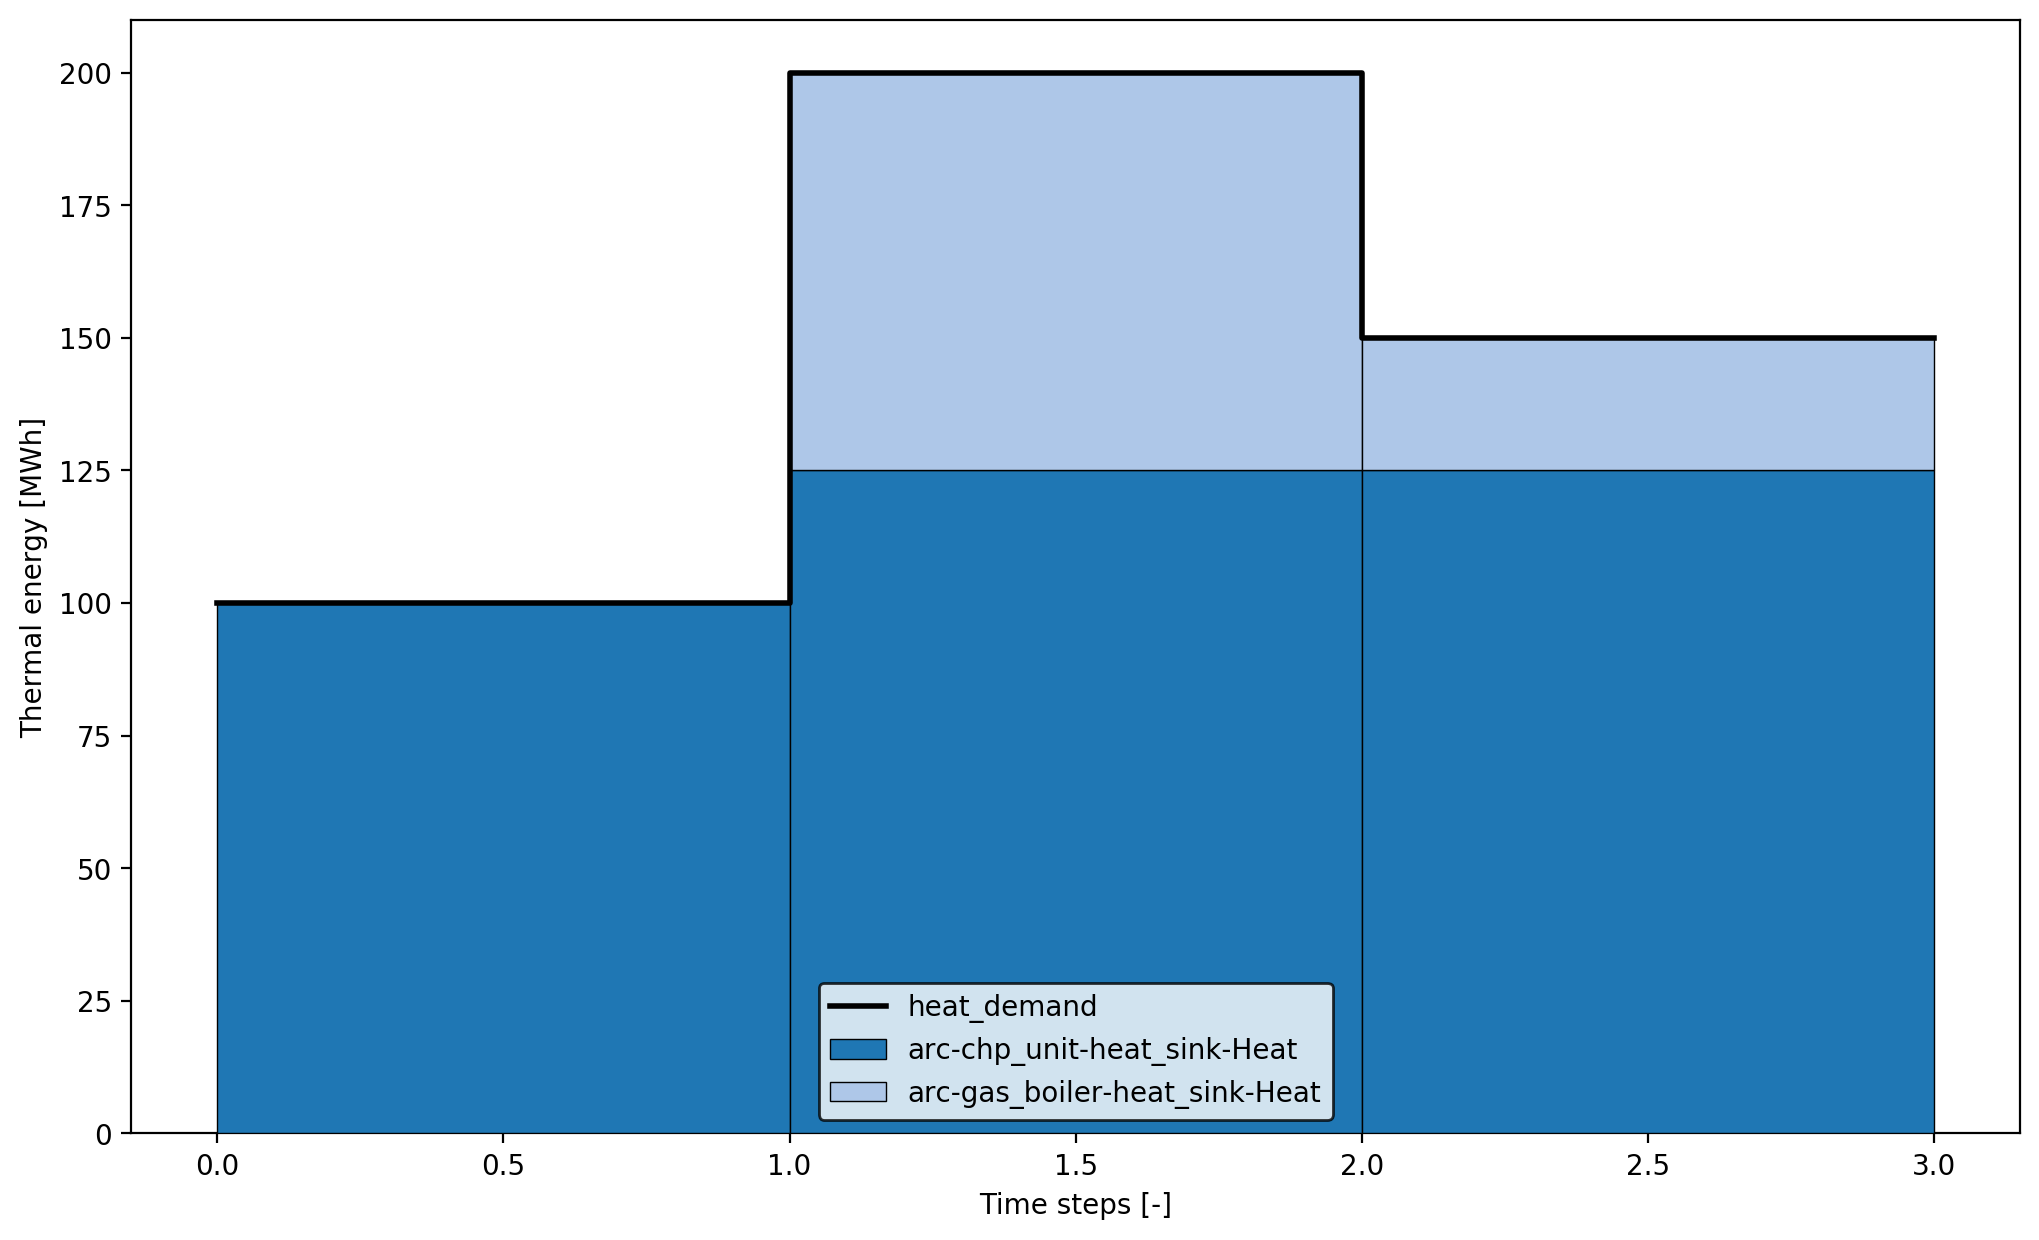 200
175
150
125
100
75
50
25
0
Thermal energy [MWh]
heat_demand
arc-chp_unit-heat_sink-Heat
arc-gas_boiler-heat_sink-Heat
0.0 0.5 1.0 1.5 2.0 2.5 3.0
Time steps [-]